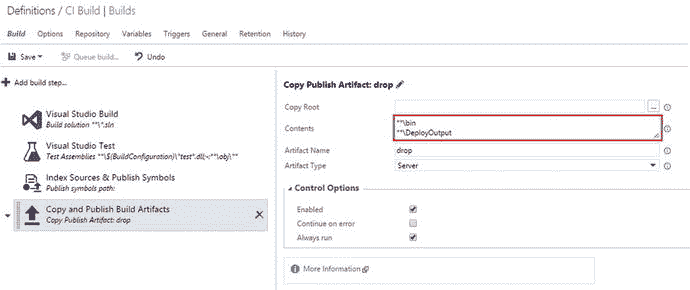 Definitions / CI Build | Builds
Build Options Repository Variables Triggers General Retention History
Save Queue build... Undo
Add build step...
Visual Studio Build
Build solution **\*.sln
Visual Studio Test
Test Assemblies **\$(BuildConfiguration)\*test*.dll;-:**\obj\**
Index Sources & Publish Symbols
Publish symbols path:
Copy and Publish Build Artifacts
Copy Publish Artifact: drop
Copy Publish Artifact: drop
Copy Root
...
Contents
**\bin
**\DeployOutput
Artifact Name
drop
Artifact Type
Server
Control Options
Enabled
Continue on error
Always run
More Information